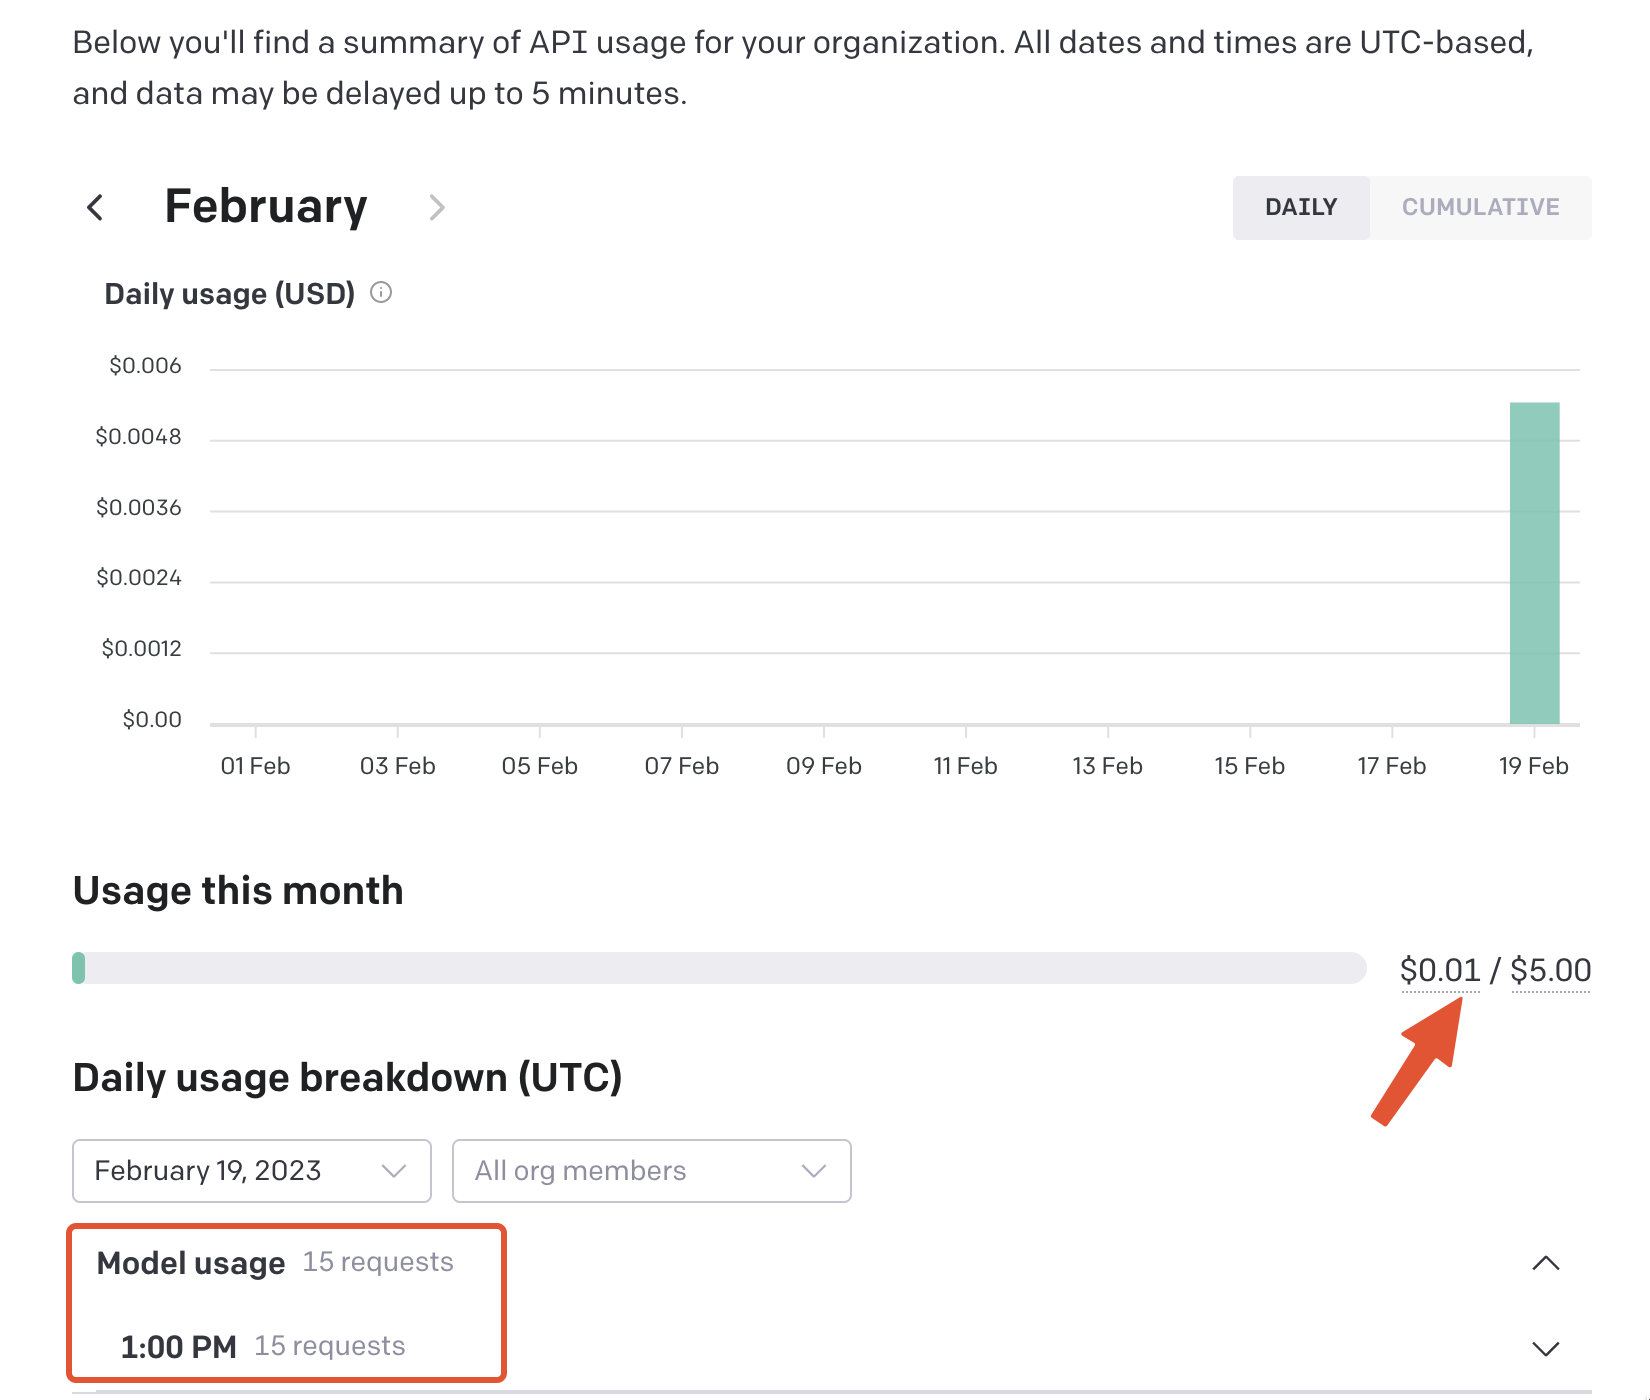 Below you'll find a summary of API usage for your organization. All dates and times are UTC-based,
and data may be delayed up to 5 minutes.
February
DAILY
CUMULATIVE
Daily usage (USD)
$0.006
$0.0048
$0.0036
$0.0024
$0.0012
$0.00
01 Feb
03 Feb
05 Feb
07 Feb
09 Feb
11 Feb
13 Feb
15 Feb
17 Feb
19 Feb
Usage this month
$0.01 / $5.00
Daily usage breakdown (UTC)
February 19, 2023
All org members
Model usage 15 requests
1:00 PM 15 requests